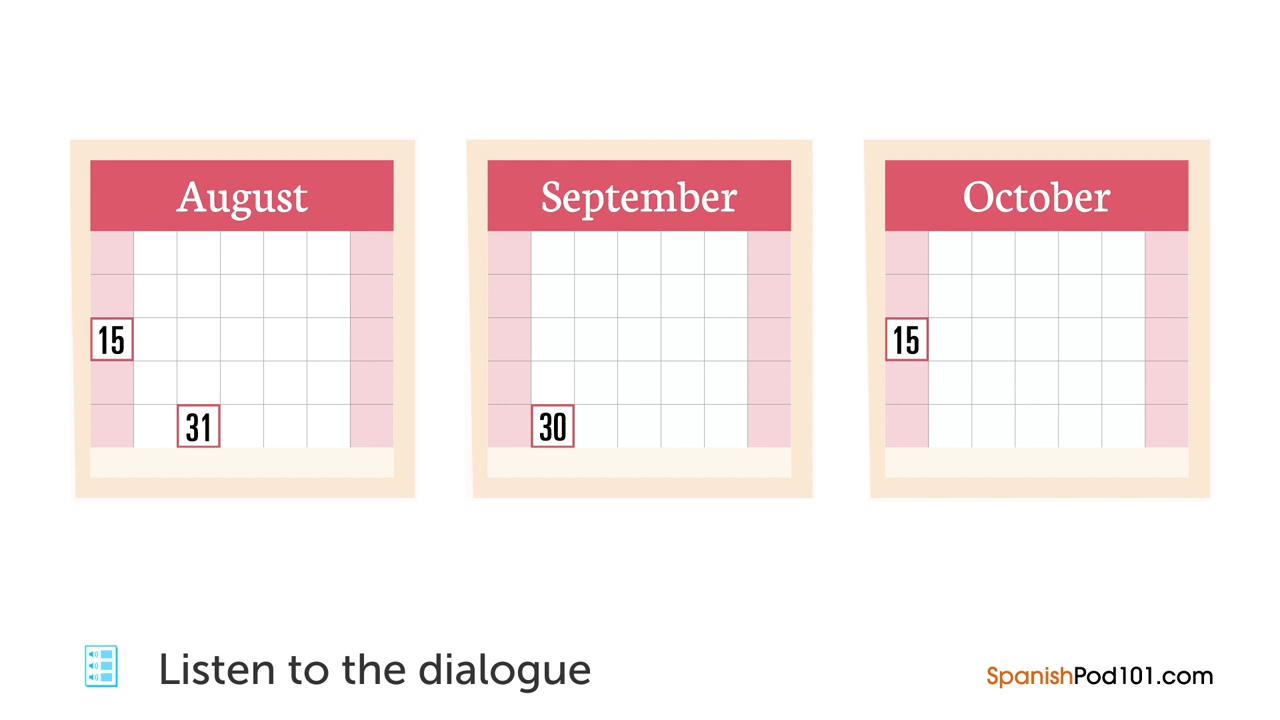 August
15
31
September
30
October
15
Listen to the dialogue
SpanishPod101.com